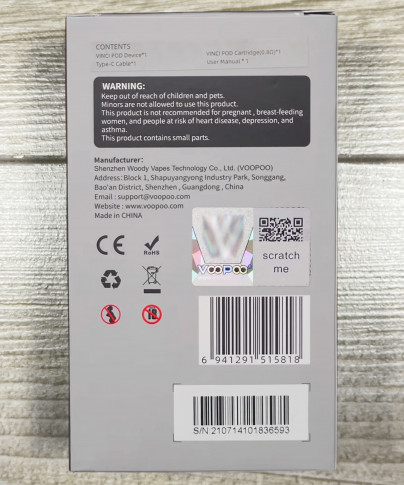 CONTENTS
VINCI POD Device*1
VINCI POD Cartridge(0.8Ω)*1
Type-C Cable*1
User Manual * 1
WARNING:
Keep out of reach of children and pets.
Minors are not allowed to use this product.
This product is not recommended for pregnant , breast-feeding
women, and people at risk of heart disease, depression, and
asthma.
This product contains small parts.
Manufacturer:
Shenzhen Woody Vapes Technology Co., Ltd. (VOOPOO)
Address: Block 1, Shapuyangyong Industry Park, Songgang,
Bao'an District, Shenzhen , Guangdong , China
Email : support@voopoo.com
Website : www.voopoo.com
Made in CHINA
CE
RoHS
VOOPOO
scratch
me
18
6 941291 515818
S/N:210714101836593